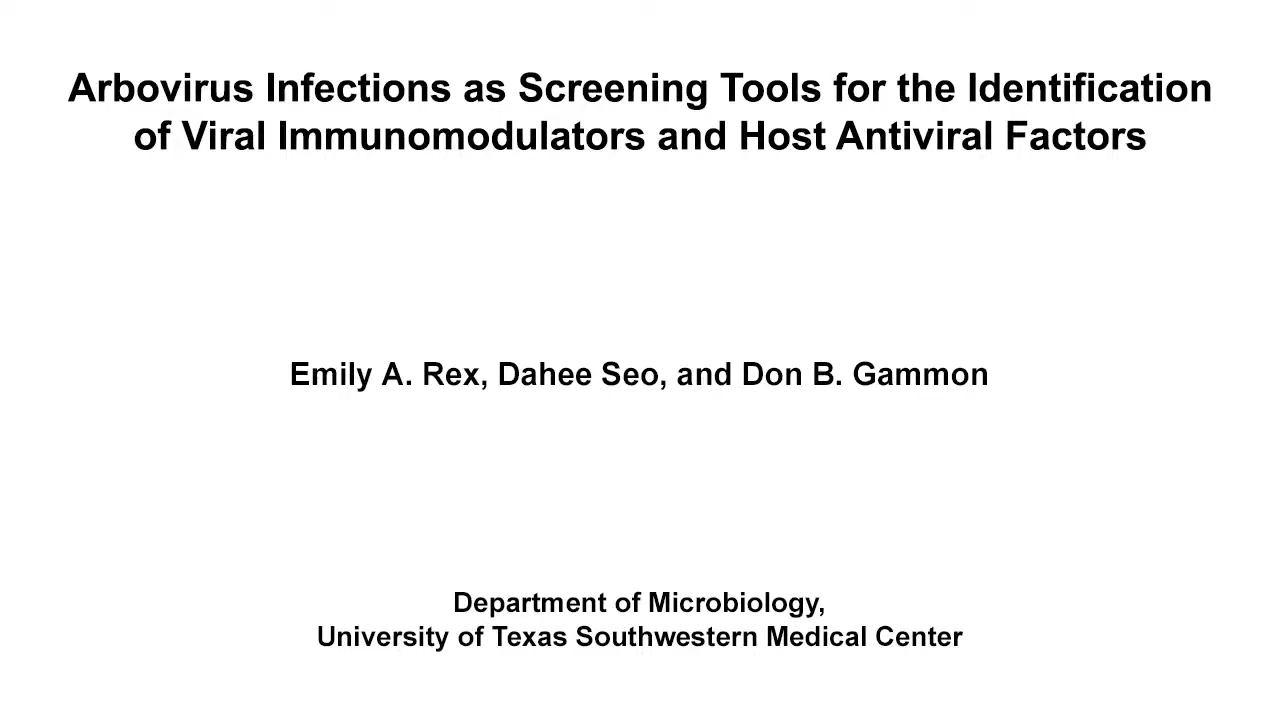 Arbovirus Infections as Screening Tools for the Identification
of Viral Immunomodulators and Host Antiviral Factors
Emily A. Rex, Dahee Seo, and Don B. Gammon
Department of Microbiology,
University of Texas Southwestern Medical Center